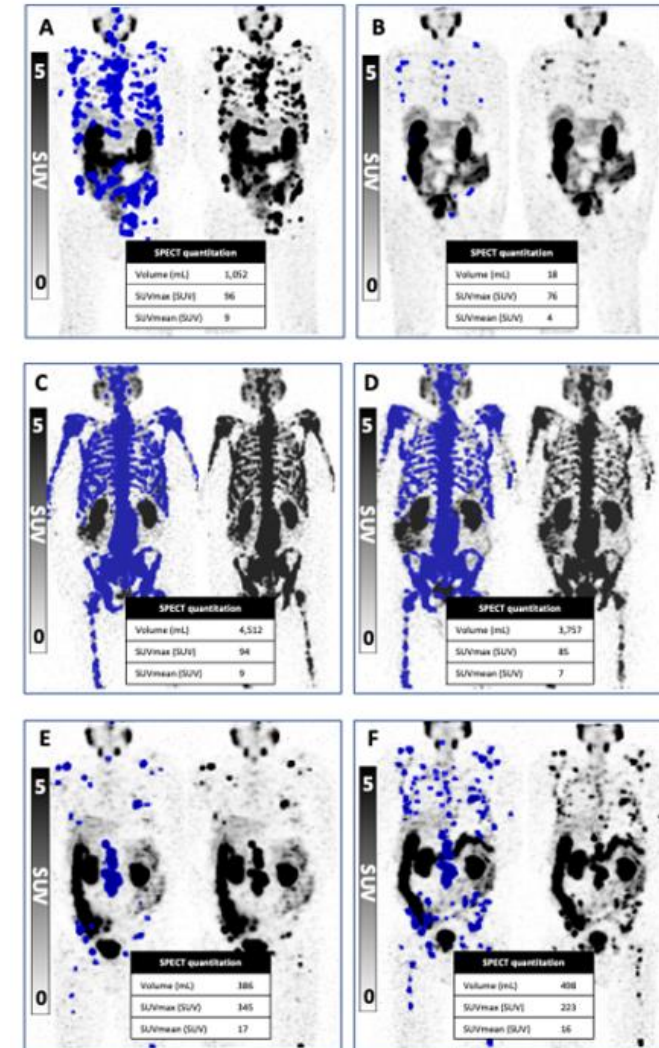 A
5
SUV
0
SPECT quantitation
Volume (mL) 1,052
SUVmax (SUV) 96
SUVmean (SUV) 9
B
5
SUV
0
SPECT quantitation
Volume (mL) 18
SUVmax (SUV) 76
SUVmean (SUV) 4
C
5
SUV
0
SPECT quantitation
Volume (mL) 4,512
SUVmax (SUV) 94
SUVmean (SUV) 9
D
5
SUV
0
SPECT quantitation
Volume (mL) 3,757
SUVmax (SUV) 85
SUVmean (SUV) 7
E
5
SUV
0
SPECT quantitation
Volume (mL) 386
SUVmax (SUV) 345
SUVmean (SUV) 17
F
5
SUV
0
SPECT quantitation
Volume (mL) 498
SUVmax (SUV) 223
SUVmean (SUV) 16